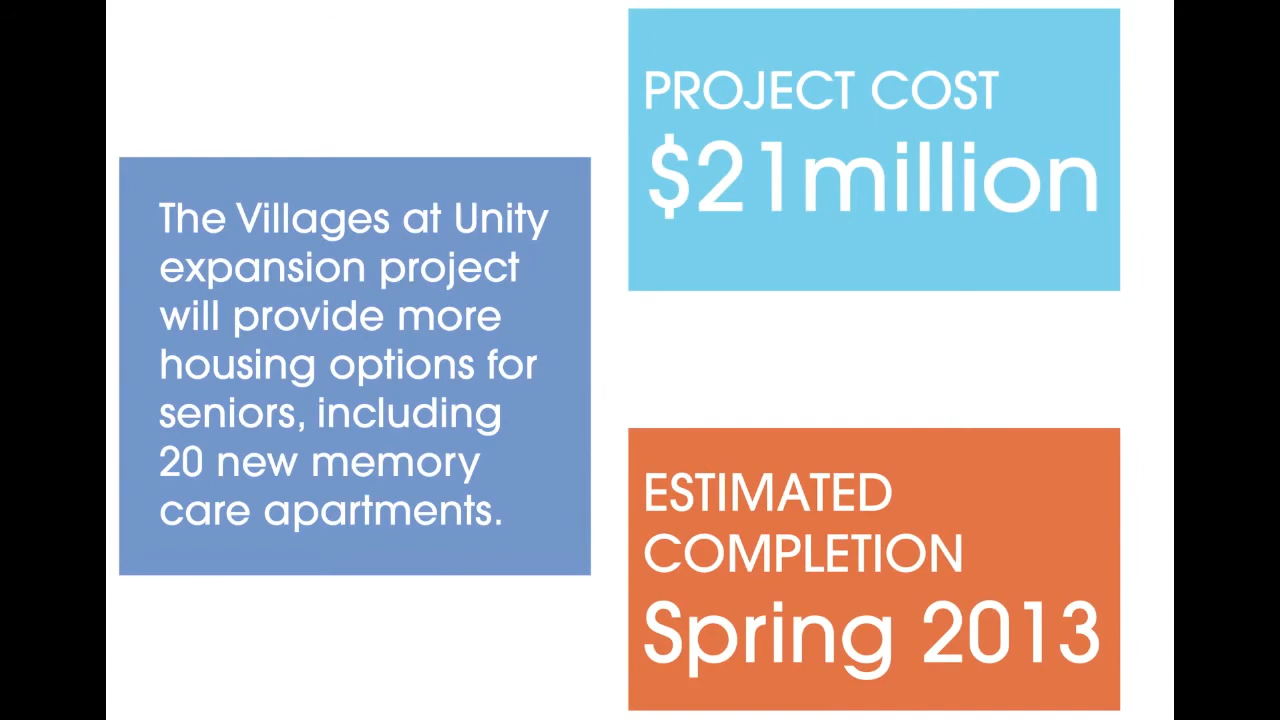 The Villages at Unity
expansion project
will provide more
housing options for
seniors, including
20 new memory
care apartments.
PROJECT COST
$21million
ESTIMATED
COMPLETION
Spring 2013